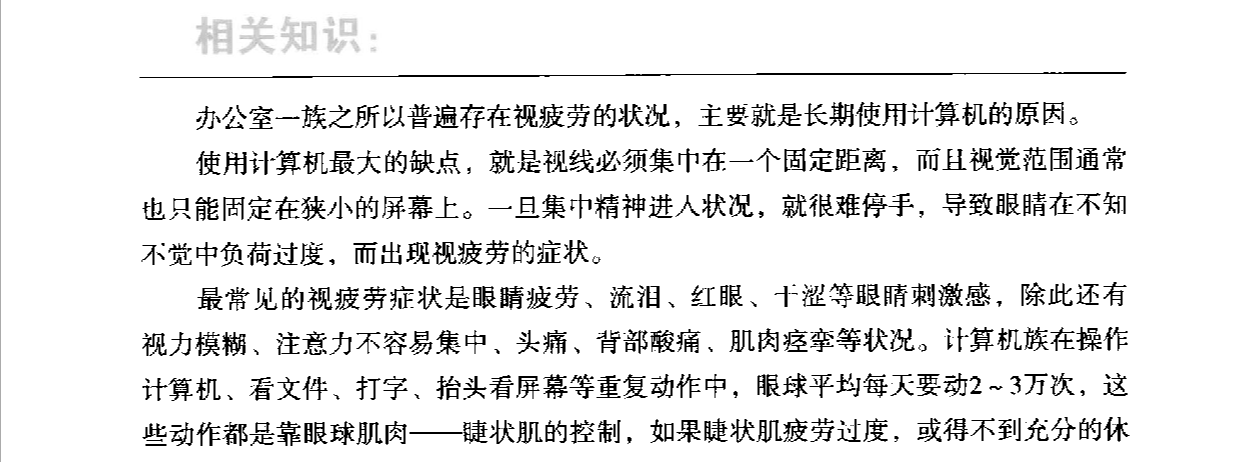 相关知识：
办公室一族之所以普遍存在视疲劳的状况，主要就是长期使用计算机的原因。
使用计算机最大的缺点，就是视线必须集中在一个固定距离，而且视觉范围通常
也只能固定在狭小的屏幕上。一旦集中精神进人状况，就很难停手，导致眼睛在不知
不觉中负荷过度，而出现视疲劳的症状。
最常见的视疲劳症状是眼睛疲劳、流泪、红眼、干涩等眼睛刺激感，除此还有
视力模糊、注意力不容易集中、头痛、背部酸痛、肌肉痉挛等状况。计算机族在操作
计算机、看文件、打字、抬头看屏幕等重复动作中，眼球平均每天要动2～3万次，这
些动作都是靠眼球肌肉——睫状肌的控制，如果睫状肌疲劳过度，或得不到充分的休